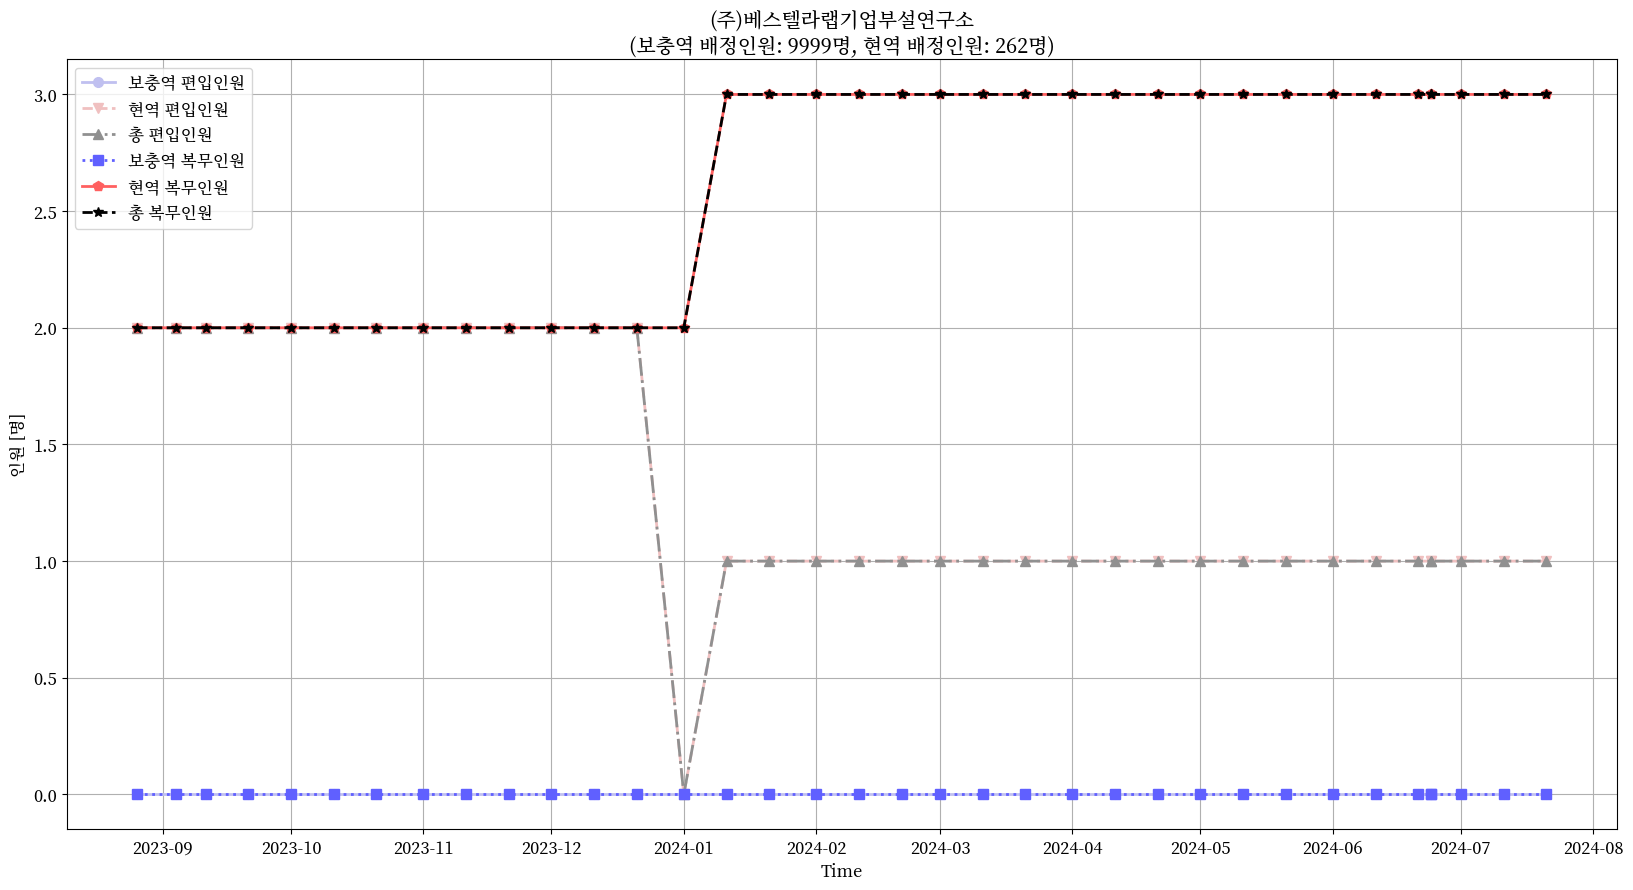 (주)베스텔라랩기업부설연구소
(보충역 배정인원: 9999명, 현역 배정인원: 262명)
보충역 편입인원
현역 편입인원
총 편입인원
보충역 복무인원
현역 복무인원
총 복무인원
3.0
2.5
2.0
1.5
1.0
0.5
0.0
인원 [명]
2023-09 2023-10 2023-11 2023-12 2024-01 2024-02 2024-03 2024-04 2024-05 2024-06 2024-07 2024-08
Time